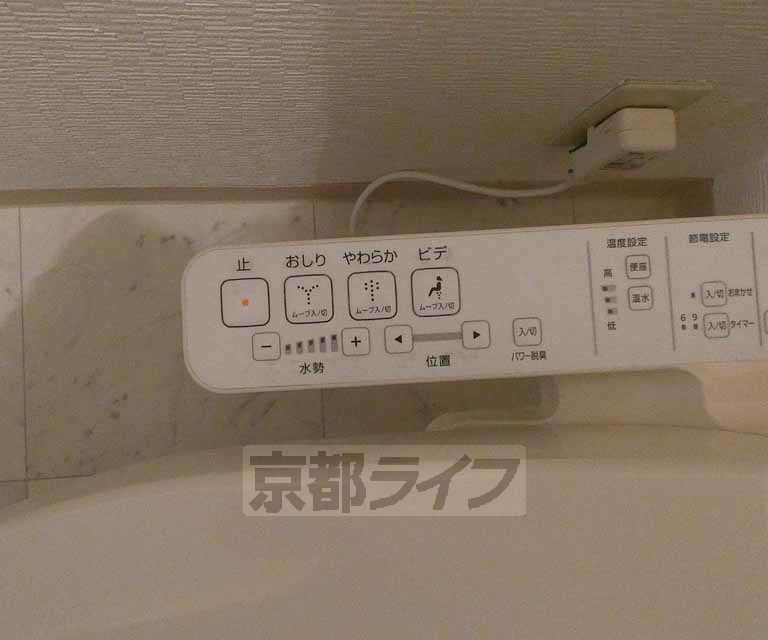 止 おしり やわらか ビデ
ムーブ入/切 ムーブ入/切 ムーブ入/切
− + ◀ ▶
水勢 位置
入/切
パワー脱臭
温度設定
高 便座
温水
低
節電設定
入/切 おまかせ
6 9 入/切 タイマー
京都ライフ